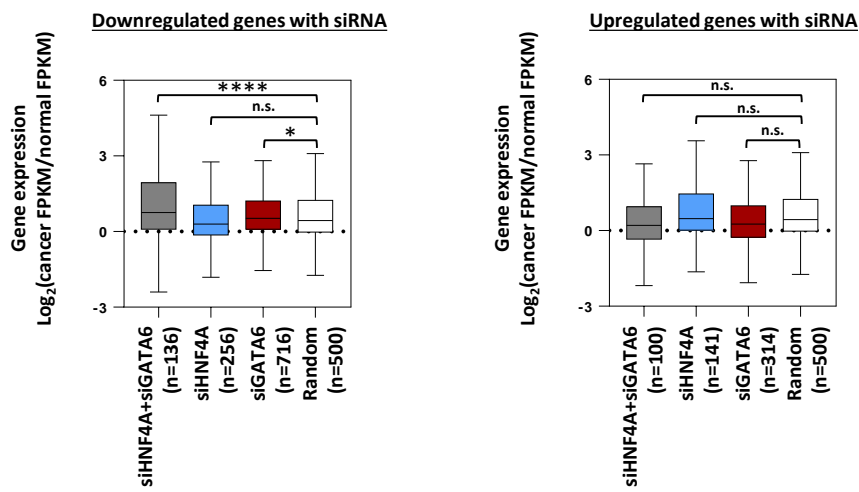 Downregulated genes with siRNA
Gene expression
Log₂(cancer FPKM/normal FPKM)
6
3
0
-3
****
n.s.
*
siHNF4A+siGATA6
(n=136)
siHNF4A
(n=256)
siGATA6
(n=716)
Random
(n=500)
Upregulated genes with siRNA
Gene expression
Log₂(cancer FPKM/normal FPKM)
6
3
0
-3
n.s.
n.s.
n.s.
siHNF4A+siGATA6
(n=100)
siHNF4A
(n=141)
siGATA6
(n=314)
Random
(n=500)